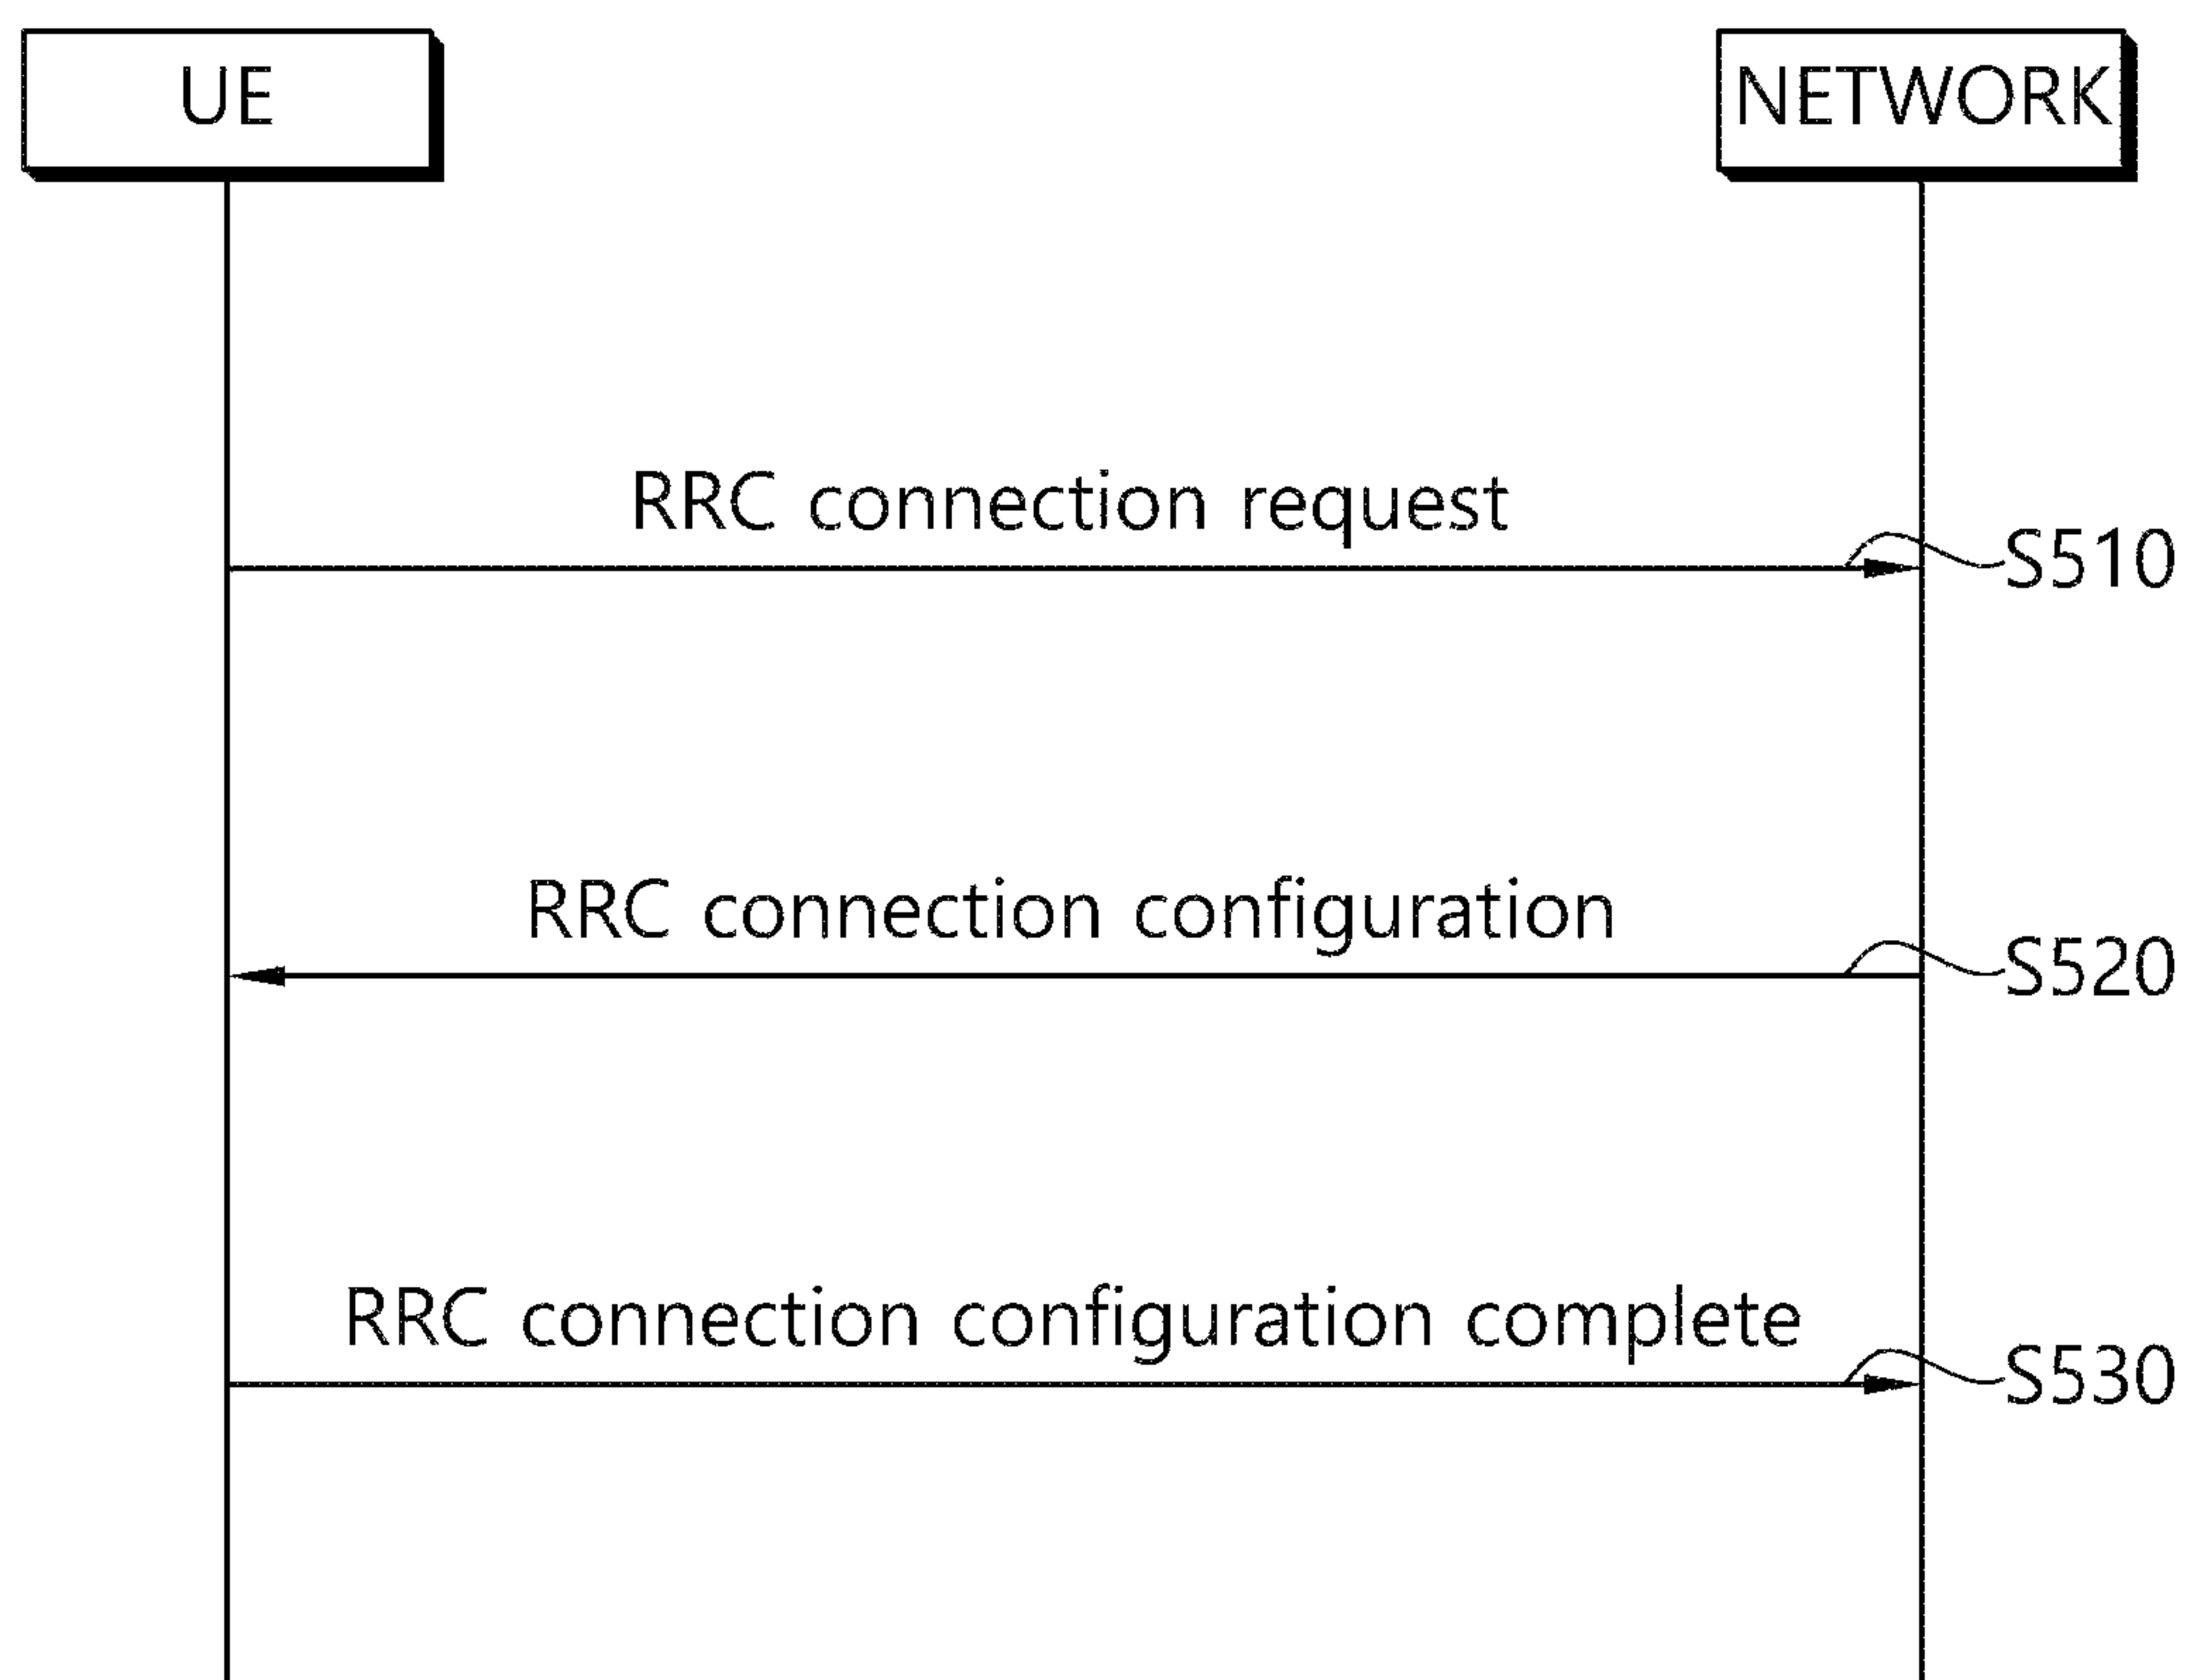 UE
NETWORK
RRC connection request
S510
RRC connection configuration
S520
RRC connection configuration complete
S530